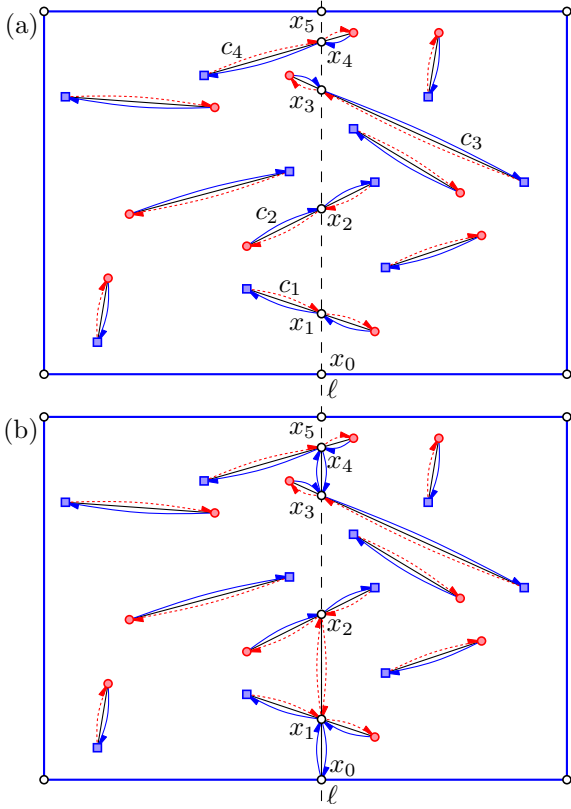 (a)
x₅
c₄
x₄
x₃
c₃
c₂
x₂
c₁
x₁
x₀
ℓ
(b)
x₅
x₄
x₃
x₂
x₁
x₀
ℓ